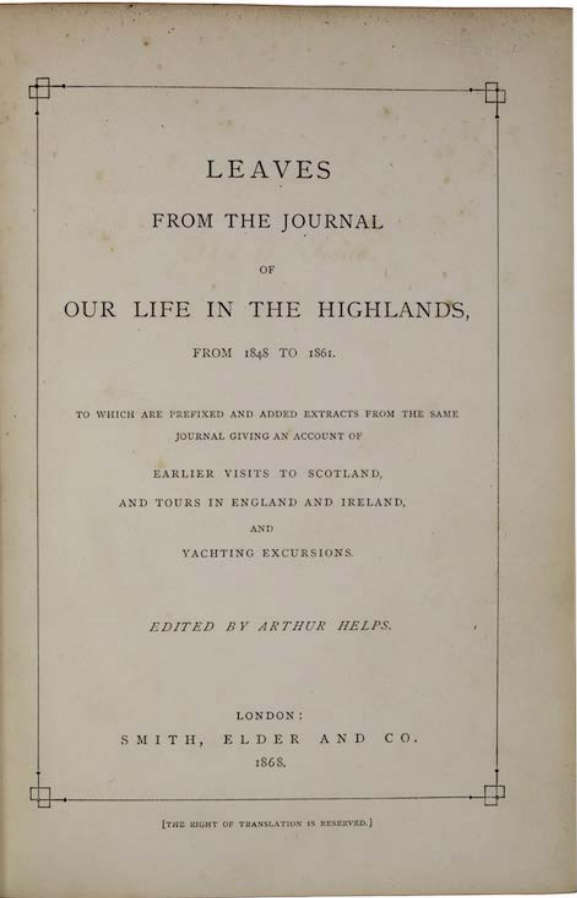 LEAVES
FROM THE JOURNAL
OF
OUR LIFE IN THE HIGHLANDS,
FROM 1848 TO 1861.
TO WHICH ARE PREFIXED AND ADDED EXTRACTS FROM THE SAME
JOURNAL GIVING AN ACCOUNT OF
EARLIER VISITS TO SCOTLAND,
AND TOURS IN ENGLAND AND IRELAND,
AND
YACHTING EXCURSIONS.
EDITED BY ARTHUR HELPS.
LONDON:
SMITH, ELDER AND CO.
1868.
[THE RIGHT OF TRANSLATION IS RESERVED.]